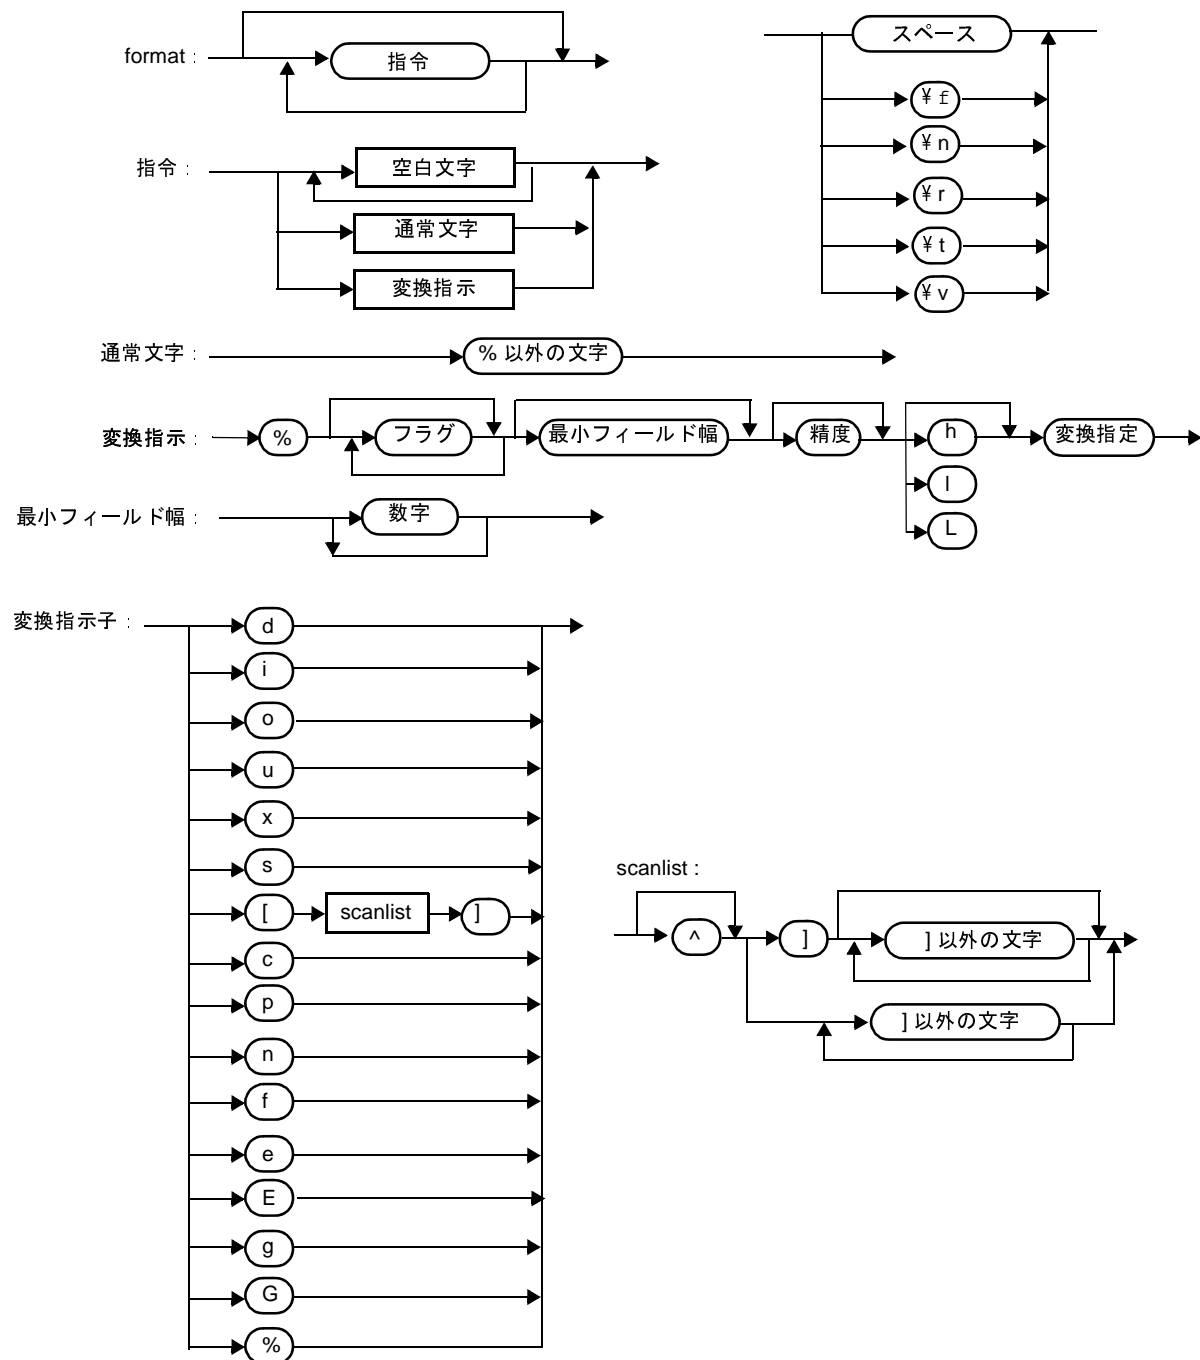 format :
指令
スペース
¥ f
¥ n
¥ r
¥ t
¥ v
指令 :
空白文字
通常文字
変換指示
通常文字 :
% 以外の文字
変換指示 :
%
フラグ
最小フィールド幅
精度
h
l
L
変換指定
最小フィールド幅 :
数字
変換指示子 :
d
i
o
u
x
s
[
scanlist
]
c
p
n
f
e
E
g
G
%
scanlist :
^
]
] 以外の文字
] 以外の文字